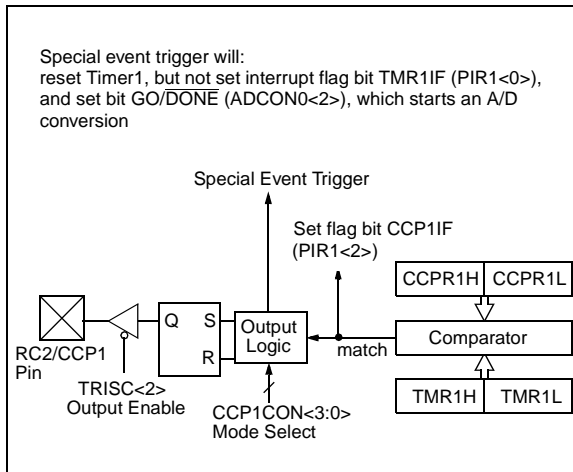 Special event trigger will:
reset Timer1, but not set interrupt flag bit TMR1IF (PIR1<0>),
and set bit GO/DONE (ADCON0<2>), which starts an A/D
conversion
Special Event Trigger
Set flag bit CCP1IF
(PIR1<2>)
CCPR1H CCPR1L
Q S Output
Logic
R
Comparator
match
RC2/CCP1
Pin
TRISC<2>
Output Enable
TMR1H TMR1L
CCP1CON<3:0>
Mode Select